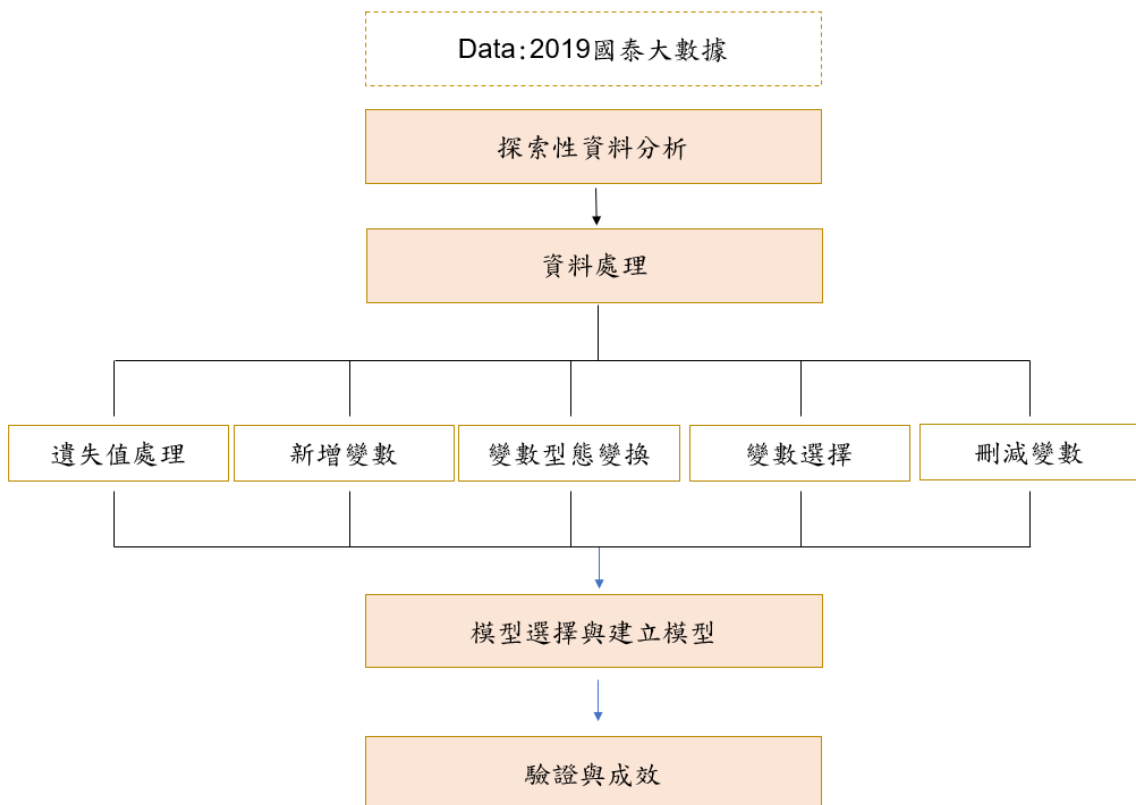 Data:2019國泰大數據
探索性資料分析
資料處理
遺失值處理
新增變數
變數型態變換
變數選擇
刪減變數
模型選擇與建立模型
驗證與成效